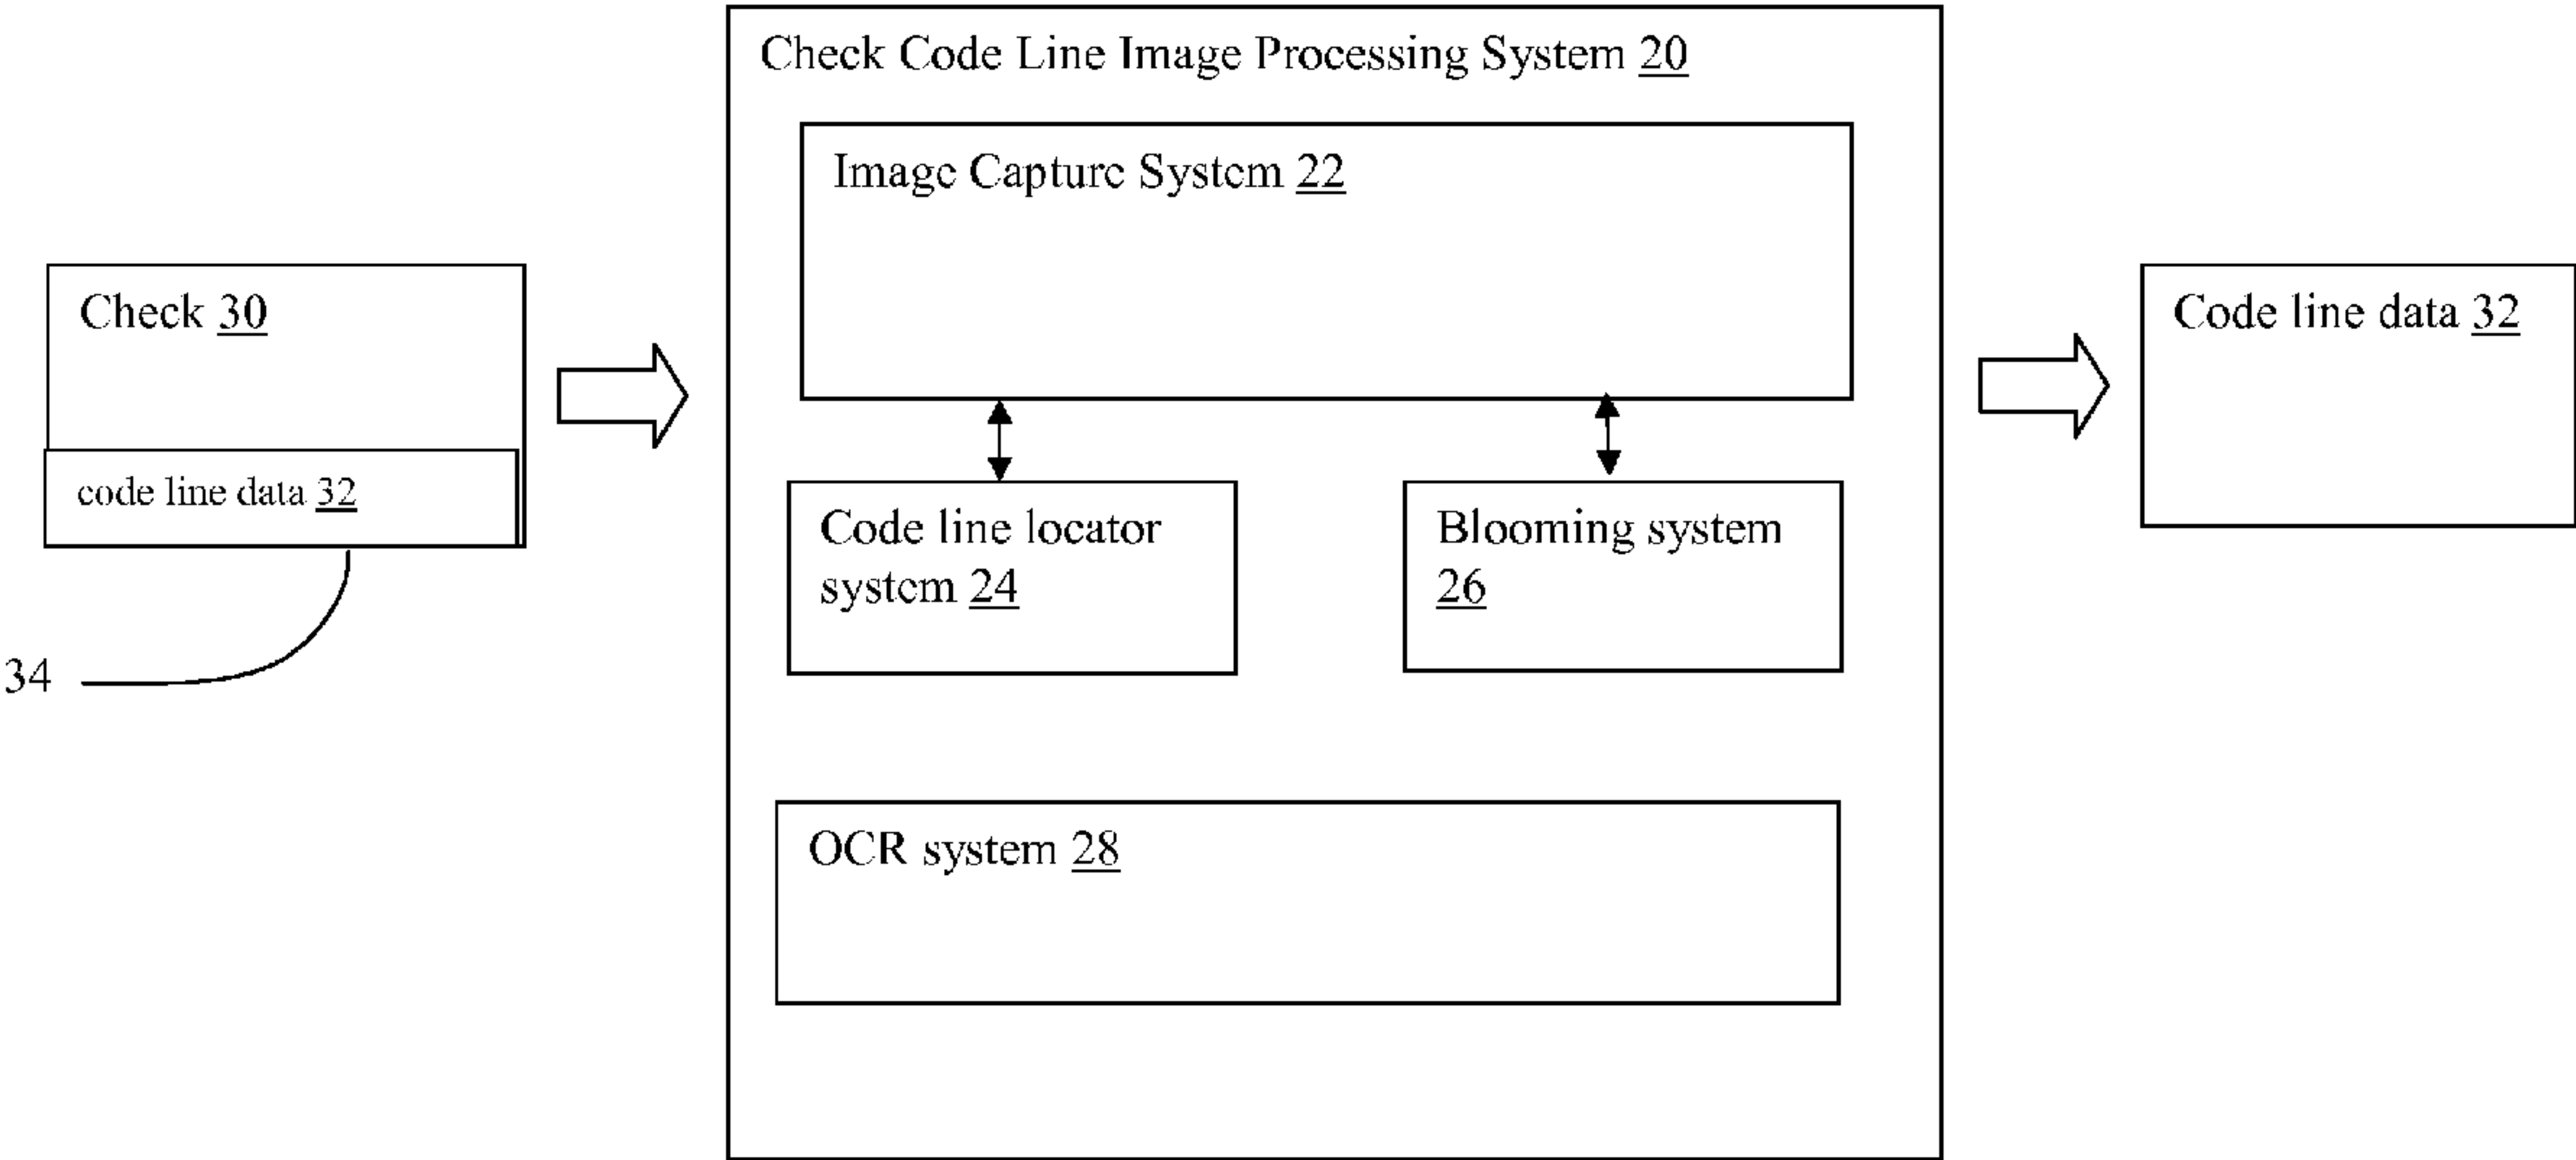 Check Code Line Image Processing System 20
Image Capture System 22
Check 30
code line data 32
34
Code line locator
system 24
Blooming system
26
OCR system 28
Code line data 32